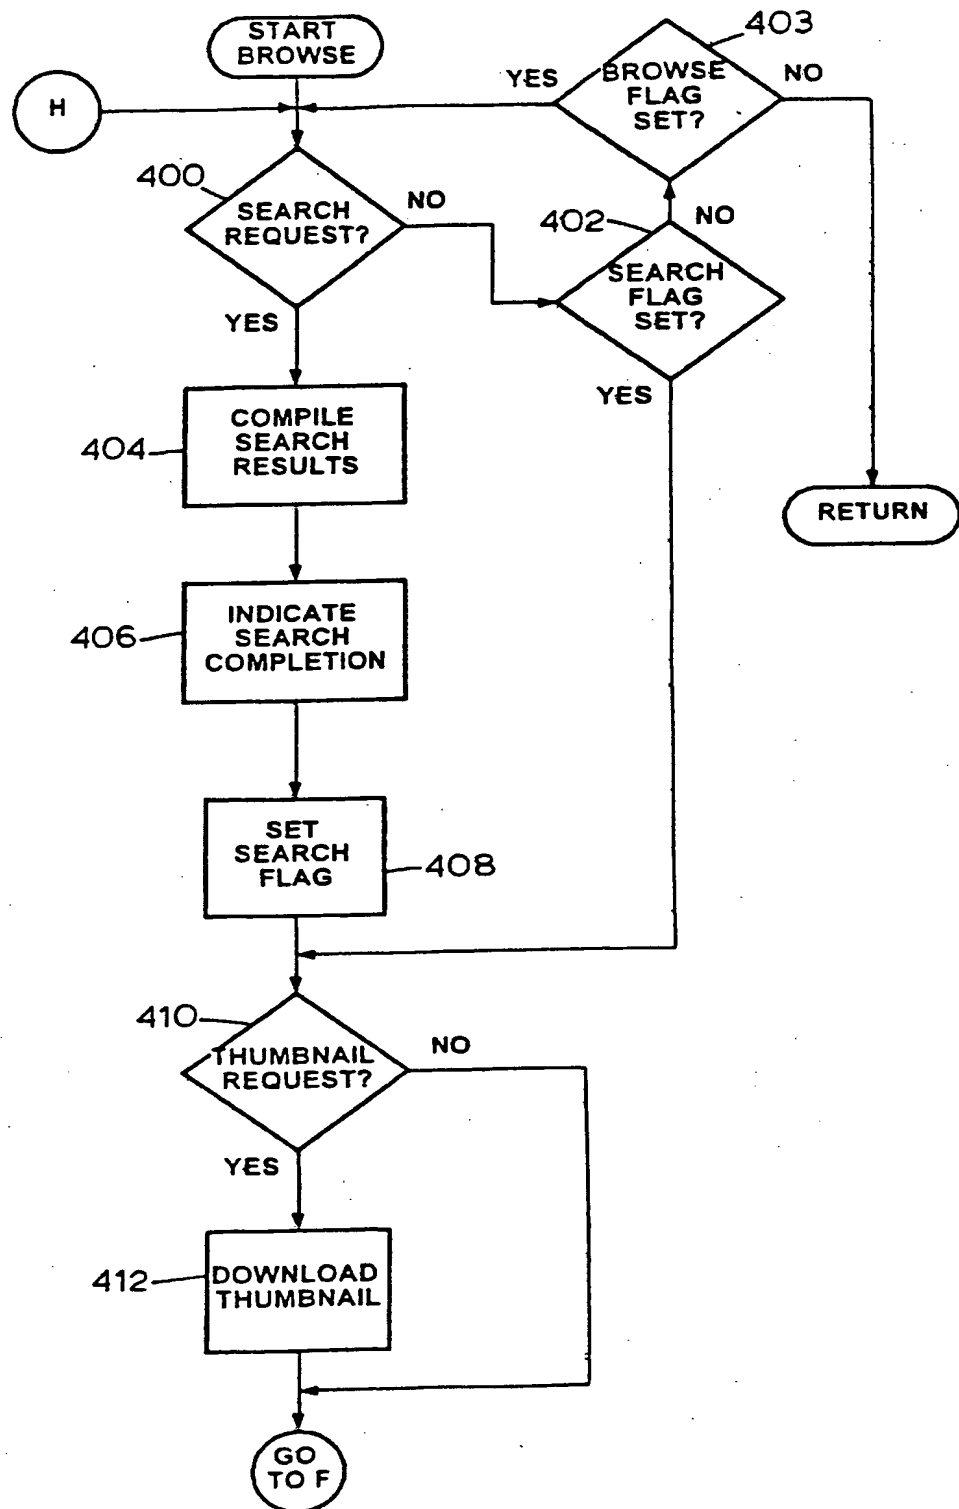 START
BROWSE
403
YES
BROWSE
FLAG
SET?
NO
H
400
SEARCH
REQUEST?
NO
402
NO
SEARCH
FLAG
SET?
YES
YES
404
COMPILE
SEARCH
RESULTS
RETURN
406
INDICATE
SEARCH
COMPLETION
SET
SEARCH
FLAG
408
410
THUMBNAIL
REQUEST?
NO
YES
412
DOWNLOAD
THUMBNAIL
GO
TO F